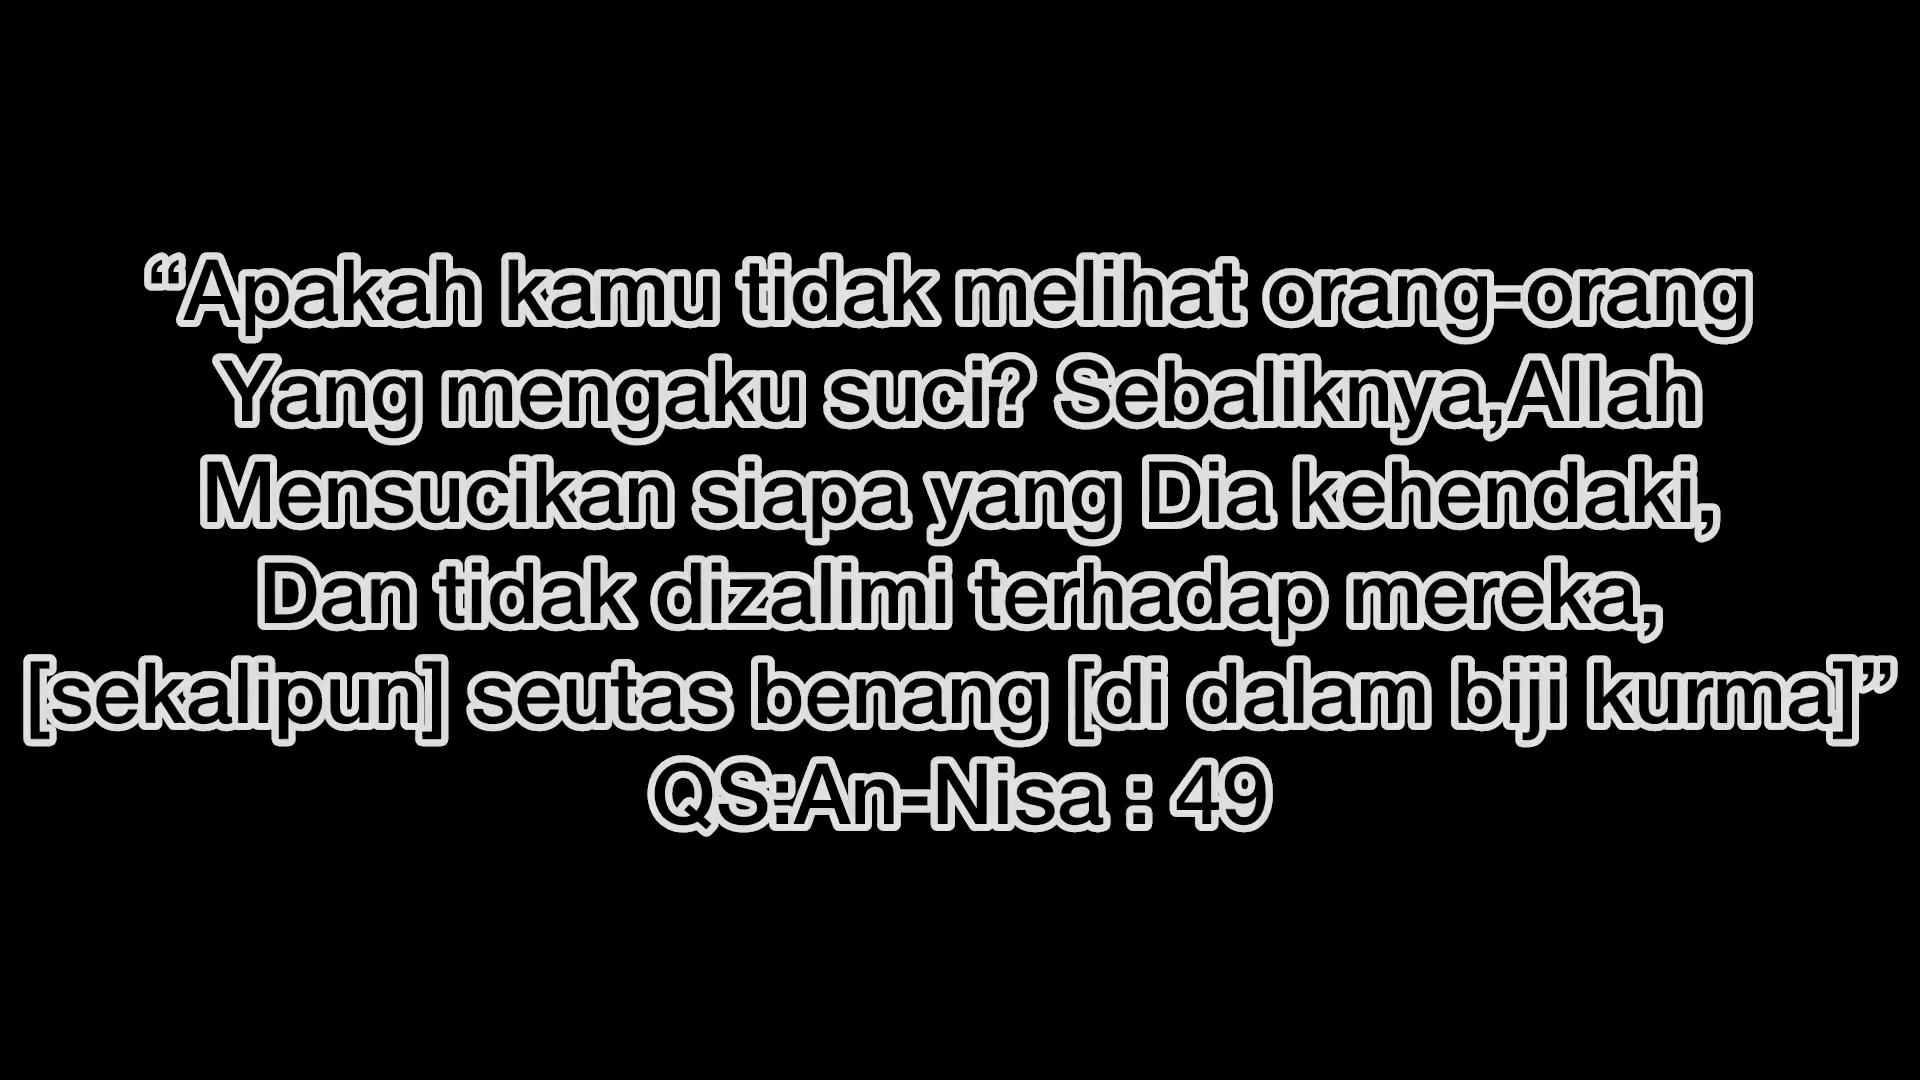 “Apakah kamu tidak melihat orang-orang
Yang mengaku suci? Sebaliknya,Allah
Mensucikan siapa yang Dia kehendaki,
Dan tidak dizalimi terhadap mereka,
[sekalipun] seutas benang [di dalam biji kurma]”
QS:An-Nisa : 49